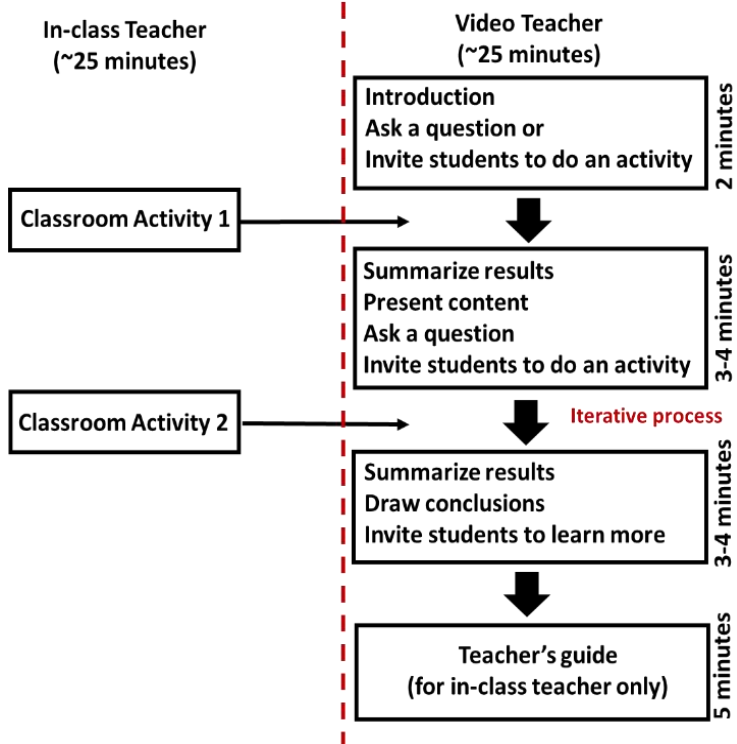 In-class Teacher
(~25 minutes)
Video Teacher
(~25 minutes)
Introduction
Ask a question or
Invite students to do an activity
2 minutes
Classroom Activity 1
Summarize results
Present content
Ask a question
Invite students to do an activity
3-4 minutes
Classroom Activity 2
Iterative process
Summarize results
Draw conclusions
Invite students to learn more
3-4 minutes
Teacher’s guide
(for in-class teacher only)
5 minutes